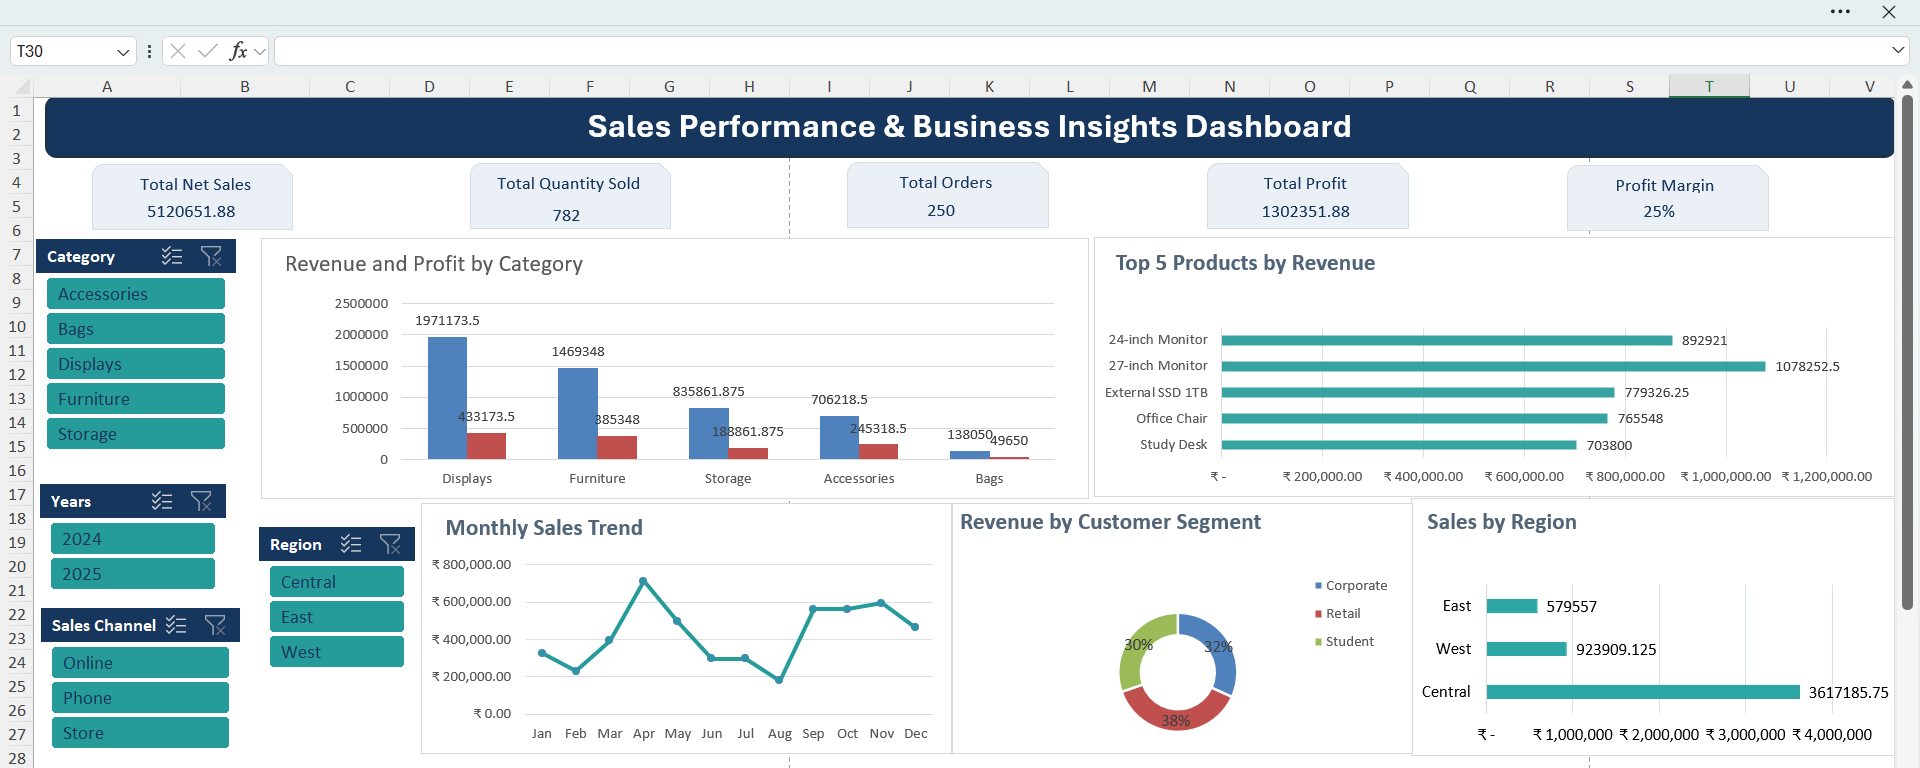 T30
fx
A B C D E F G H I J K L M N O P Q R S T U V
1
2
3
4
5
6
7
8
9
10
11
12
13
14
15
16
17
18
19
20
21
22
23
24
25
26
27
28
Sales Performance & Business Insights Dashboard
Total Net Sales
5120651.88
Total Quantity Sold
782
Total Orders
250
Total Profit
1302351.88
Profit Margin
25%
Category
Accessories
Bags
Displays
Furniture
Storage
Years
2024
2025
Sales Channel
Online
Phone
Store
Region
Central
East
West
Revenue and Profit by Category
2500000
2000000
1500000
1000000
500000
0
1971173.5
433173.5
1469348
385348
835861.875
188861.875
706218.5
245318.5
138050
49650
Displays Furniture Storage Accessories Bags
Top 5 Products by Revenue
24-inch Monitor 892921
27-inch Monitor 1078252.5
External SSD 1TB 779326.25
Office Chair 765548
Study Desk 703800
₹ - ₹ 200,000.00 ₹ 400,000.00 ₹ 600,000.00 ₹ 800,000.00 ₹ 1,000,000.00 ₹ 1,200,000.00
Monthly Sales Trend
₹ 800,000.00
₹ 600,000.00
₹ 400,000.00
₹ 200,000.00
₹ 0.00
Jan Feb Mar Apr May Jun Jul Aug Sep Oct Nov Dec
Revenue by Customer Segment
Corporate
Retail
Student
30%
32%
38%
Sales by Region
East 579557
West 923909.125
Central 3617185.75
₹ - ₹ 1,000,000 ₹ 2,000,000 ₹ 3,000,000 ₹ 4,000,000